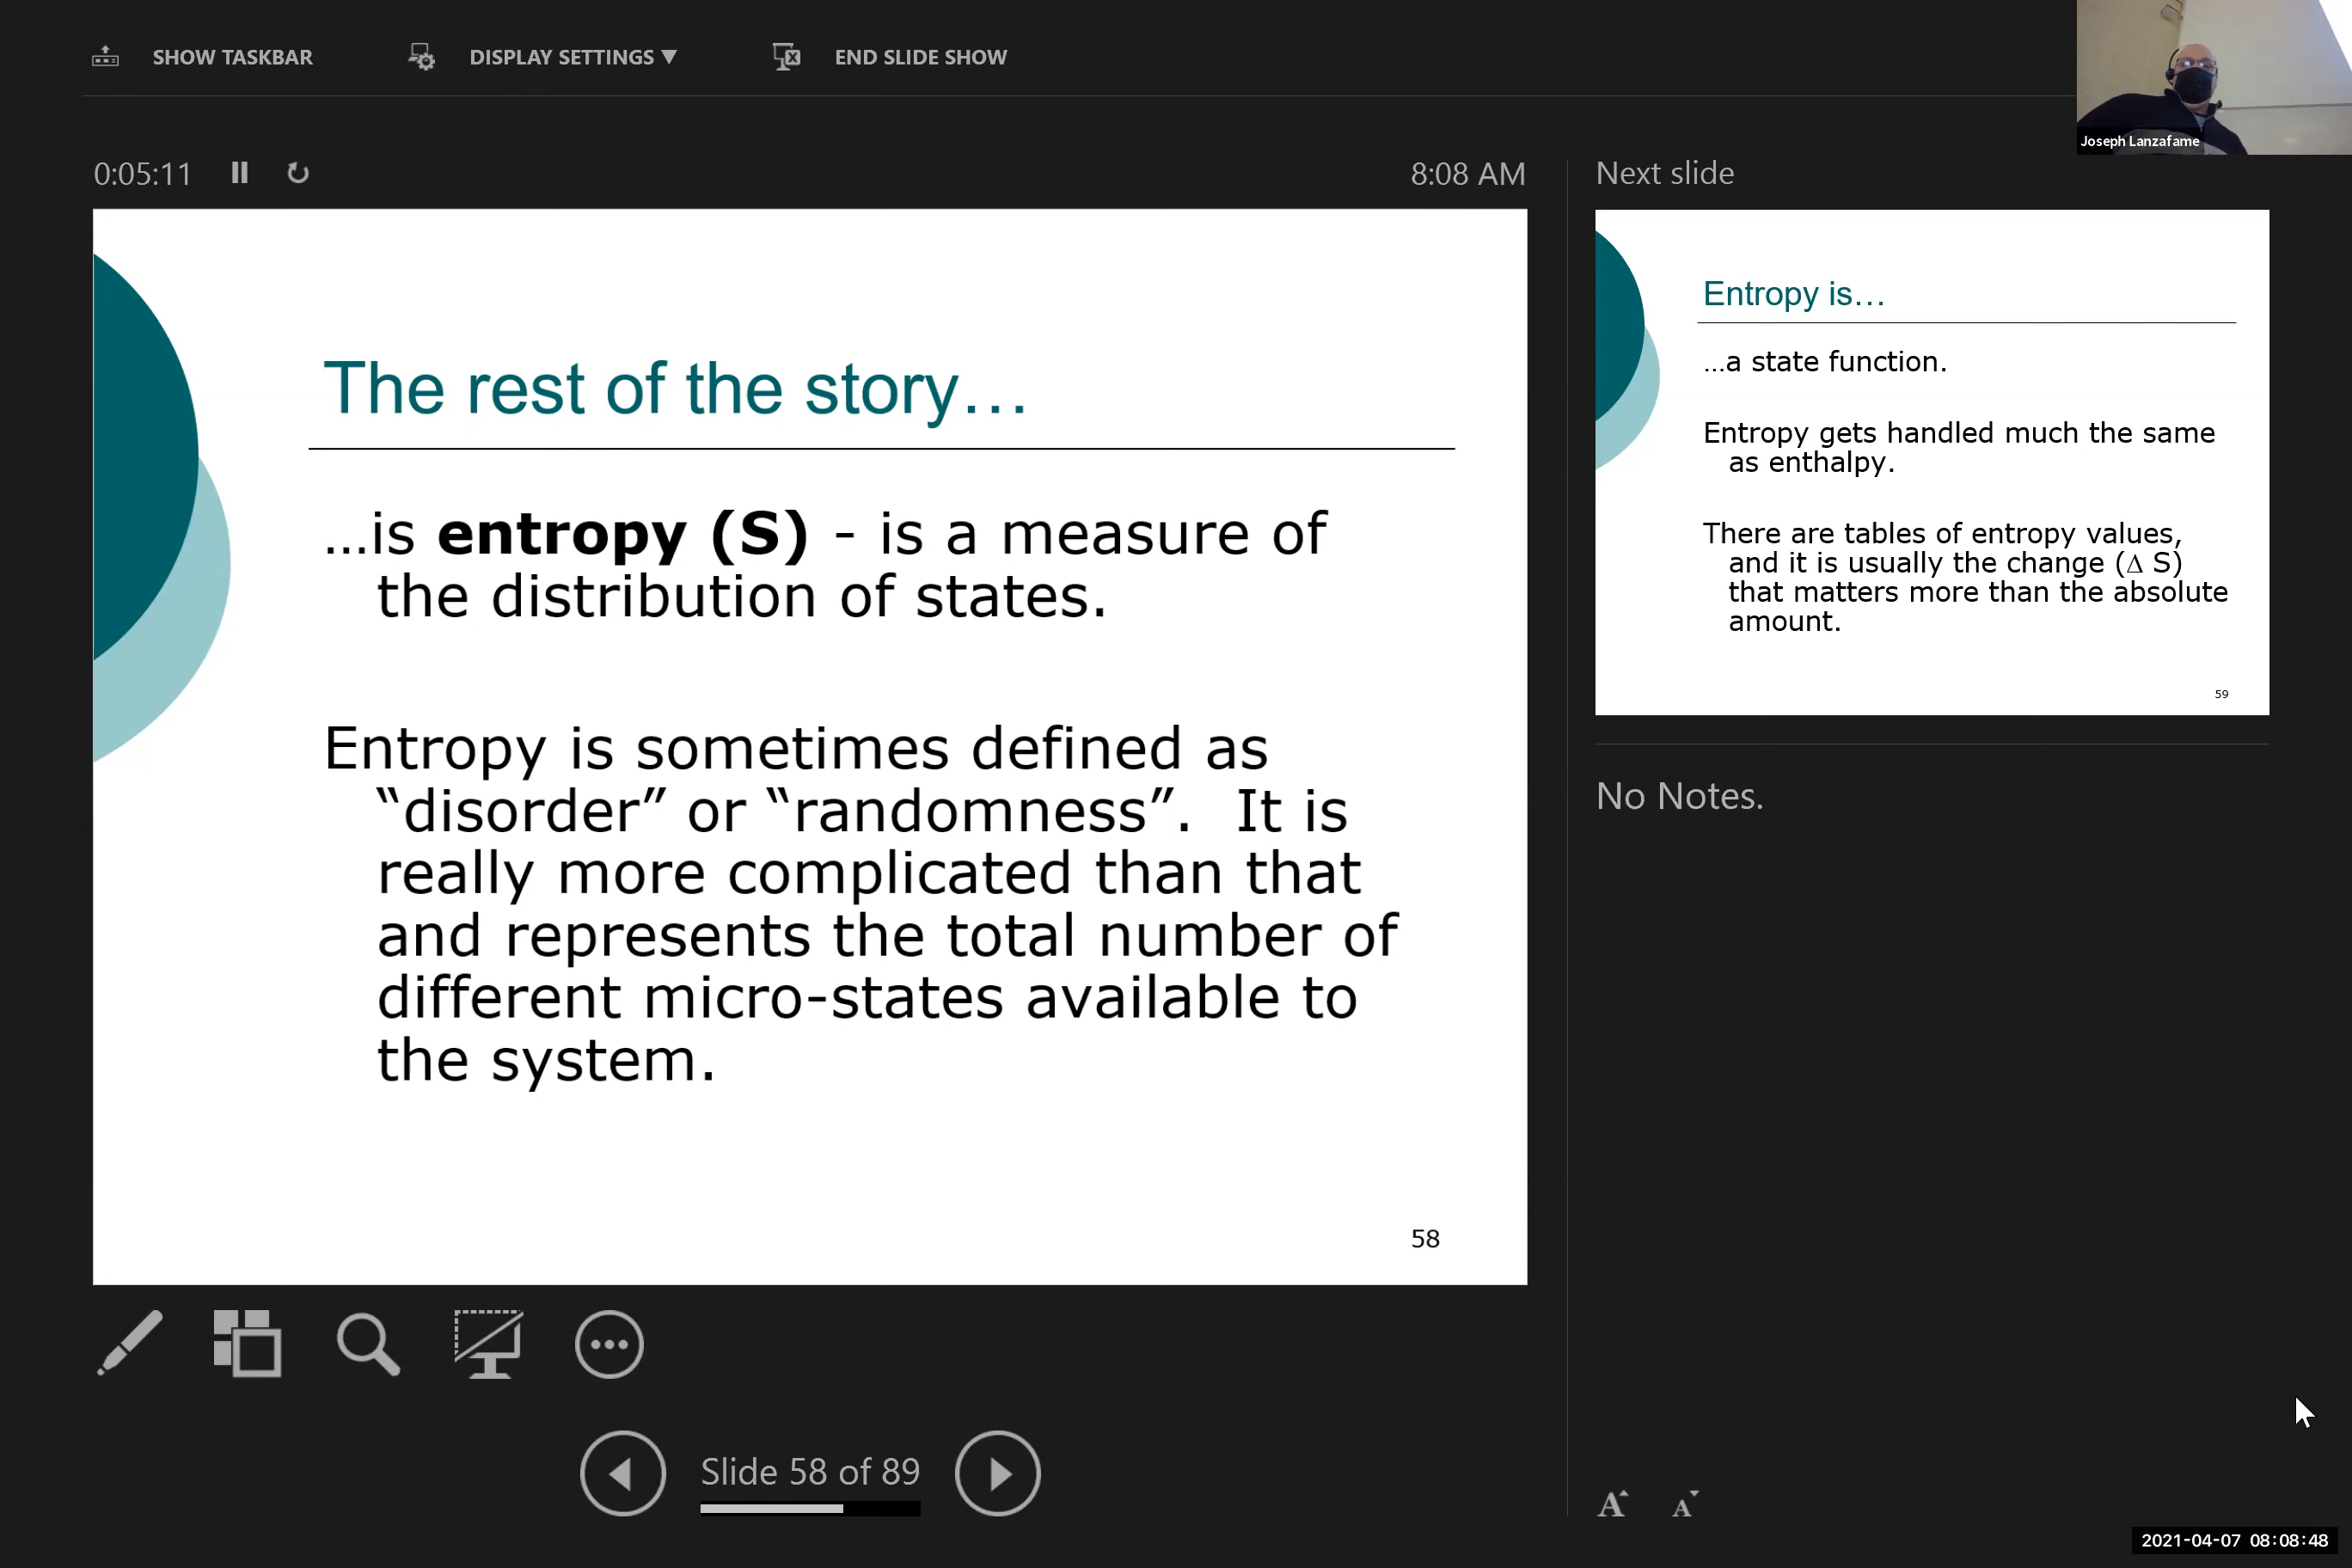 SHOW TASKBAR
DISPLAY SETTINGS ▼
END SLIDE SHOW
Joseph Lanzafame
0:05:11
8:08 AM
The rest of the story…
…is entropy (S) - is a measure of
the distribution of states.
Entropy is sometimes defined as
“disorder” or “randomness”.  It is
really more complicated than that
and represents the total number of
different micro-states available to
the system.
58
Next slide
Entropy is…
…a state function.
Entropy gets handled much the same
as enthalpy.
There are tables of entropy values,
and it is usually the change (Δ S)
that matters more than the absolute
amount.
59
No Notes.
Slide 58 of 89
A A
2021-04-07 08:08:48